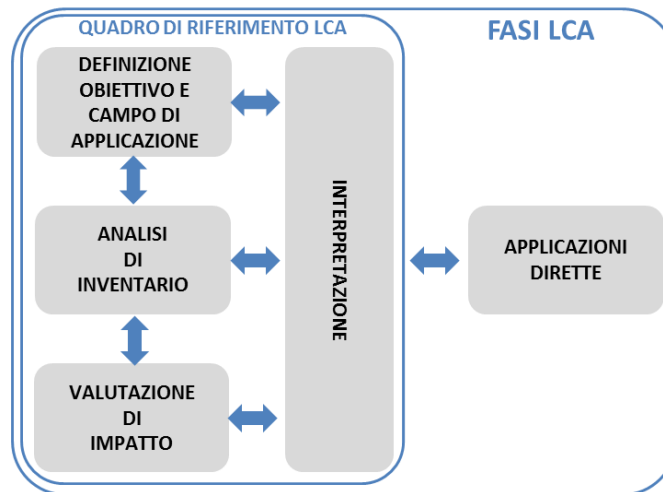 QUADRO DI RIFERIMENTO LCA
FASI LCA
DEFINIZIONE
OBIETTIVO E
CAMPO DI
APPLICAZIONE
ANALISI
DI
INVENTARIO
VALUTAZIONE
DI
IMPATTO
INTERPRETAZIONE
APPLICAZIONI
DIRETTE